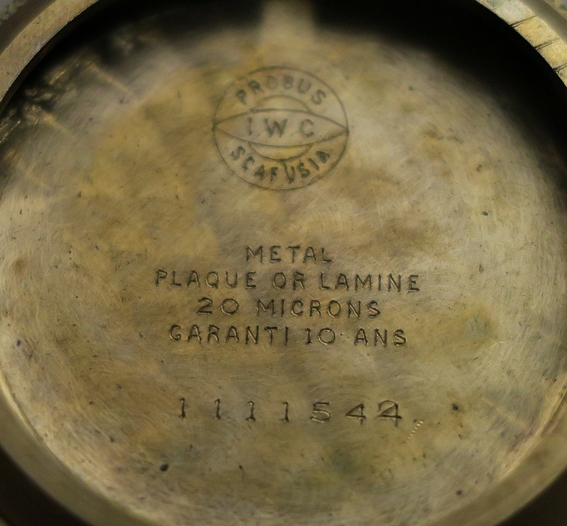 PROBUS
IWC
SCAFUSIA
METAL
PLAQUE OR LAMINE
20 MICRONS
GARANTI 10 ANS
1111544